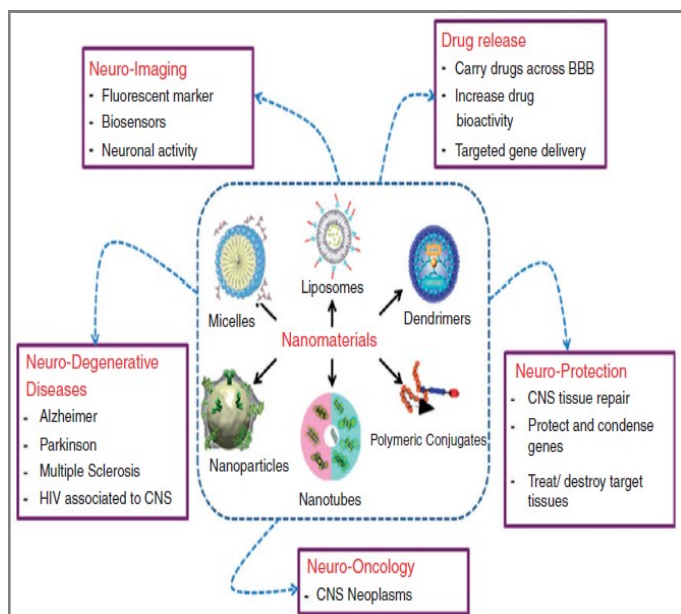 Neuro-Imaging
- Fluorescent marker
- Biosensors
- Neuronal activity
Drug release
- Carry drugs across BBB
- Increase drug
bioactivity
- Targeted gene delivery
Micelles
Liposomes
Dendrimers
Nanomaterials
Nanoparticles
Nanotubes
Polymeric Conjugates
Neuro-Degenerative
Diseases
- Alzheimer
- Parkinson
- Multiple Sclerosis
- HIV associated to CNS
Neuro-Protection
- CNS tissue repair
- Protect and condense
genes
- Treat/ destroy target
tissues
Neuro-Oncology
- CNS Neoplasms